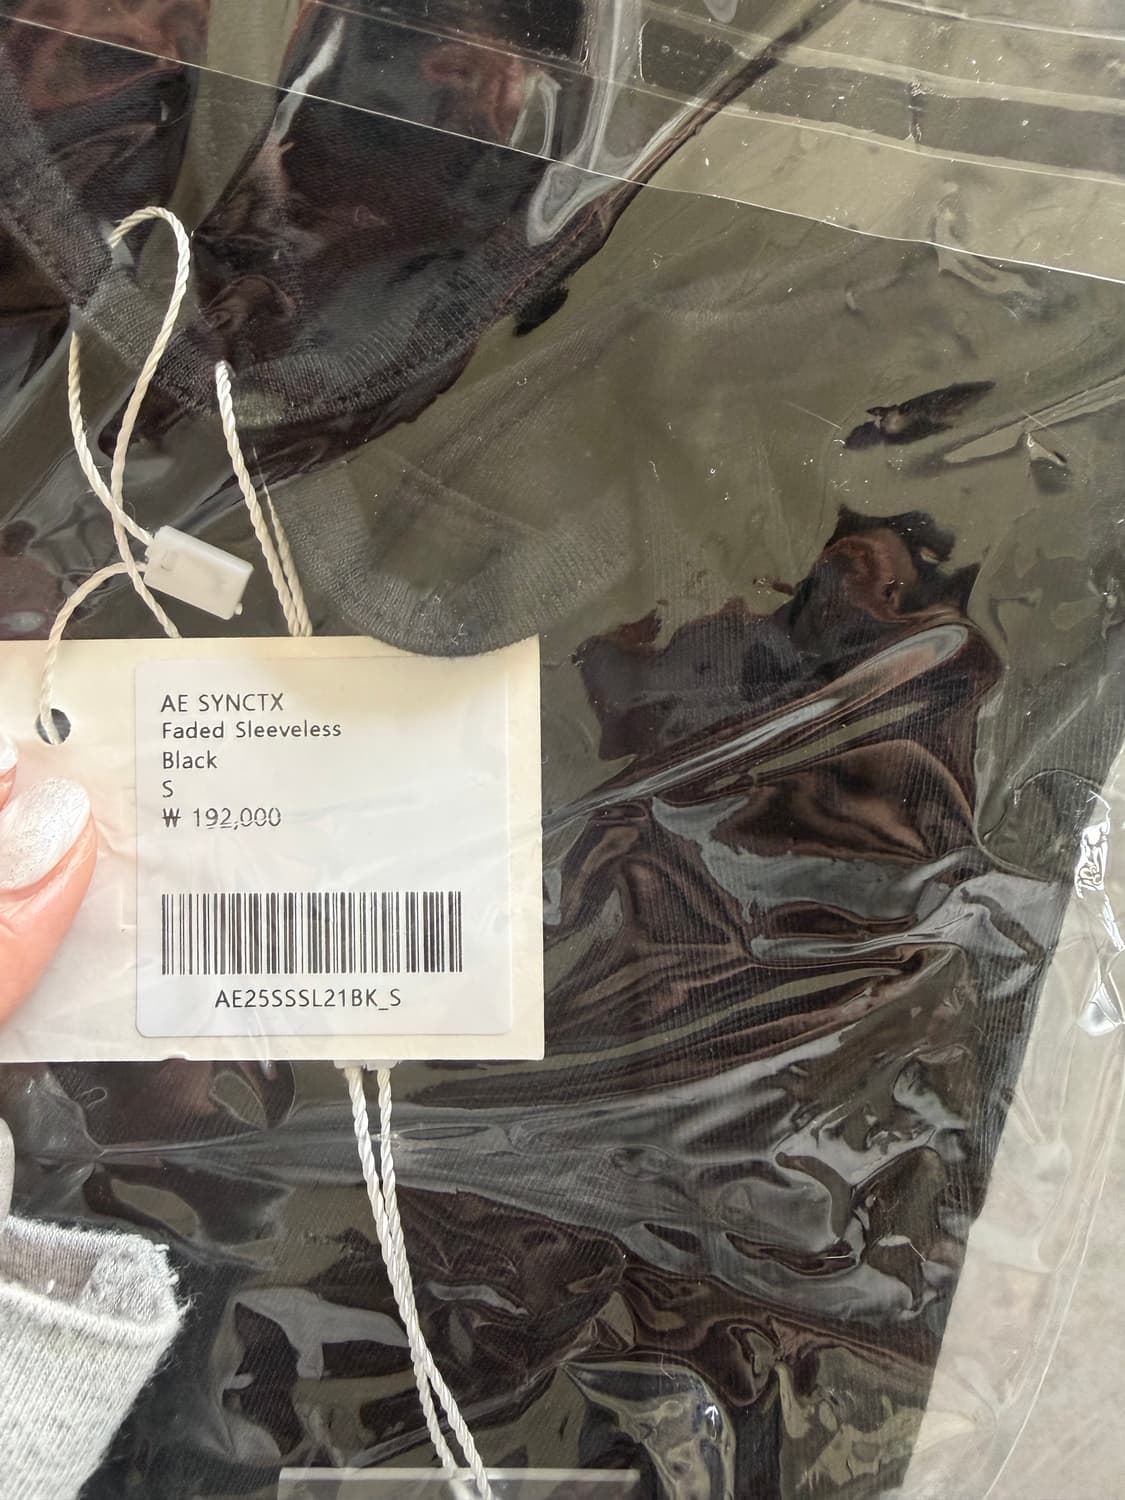 AE SYNCTX
Faded Sleeveless
Black
S
₩ 192,000
AE25SSSL21BK_S